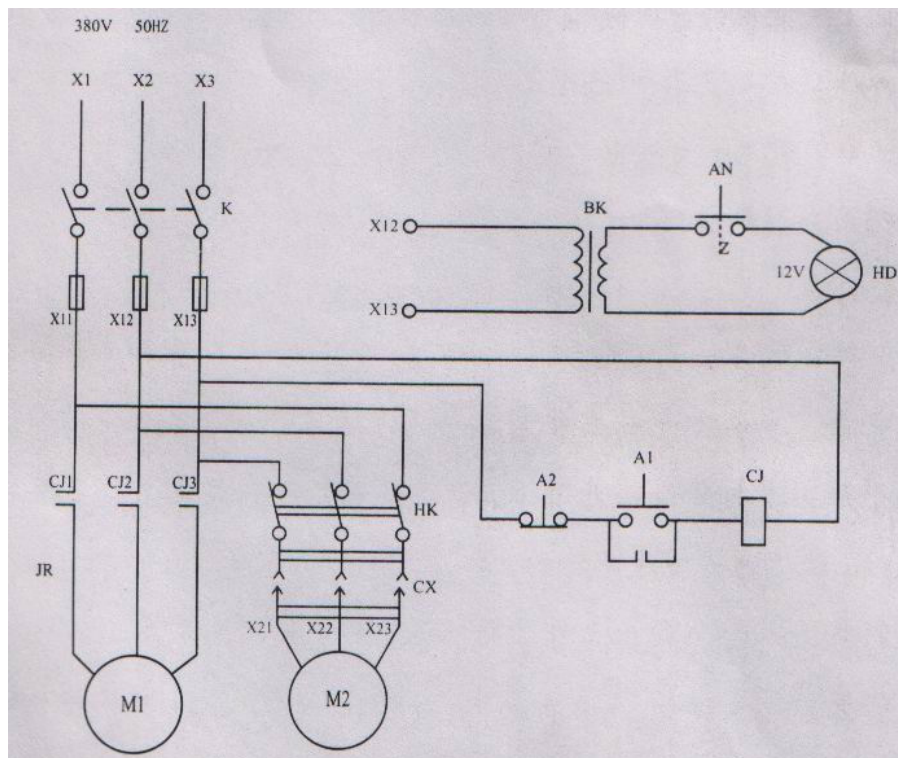 380V 50HZ
X1 X2 X3
K
AN
BK
X12
Z
12V HD
X13
X11 X12 X13
CJ1 CJ2 CJ3
A2 A1 CJ
HK
JR
CX
X21 X22 X23
M1 M2